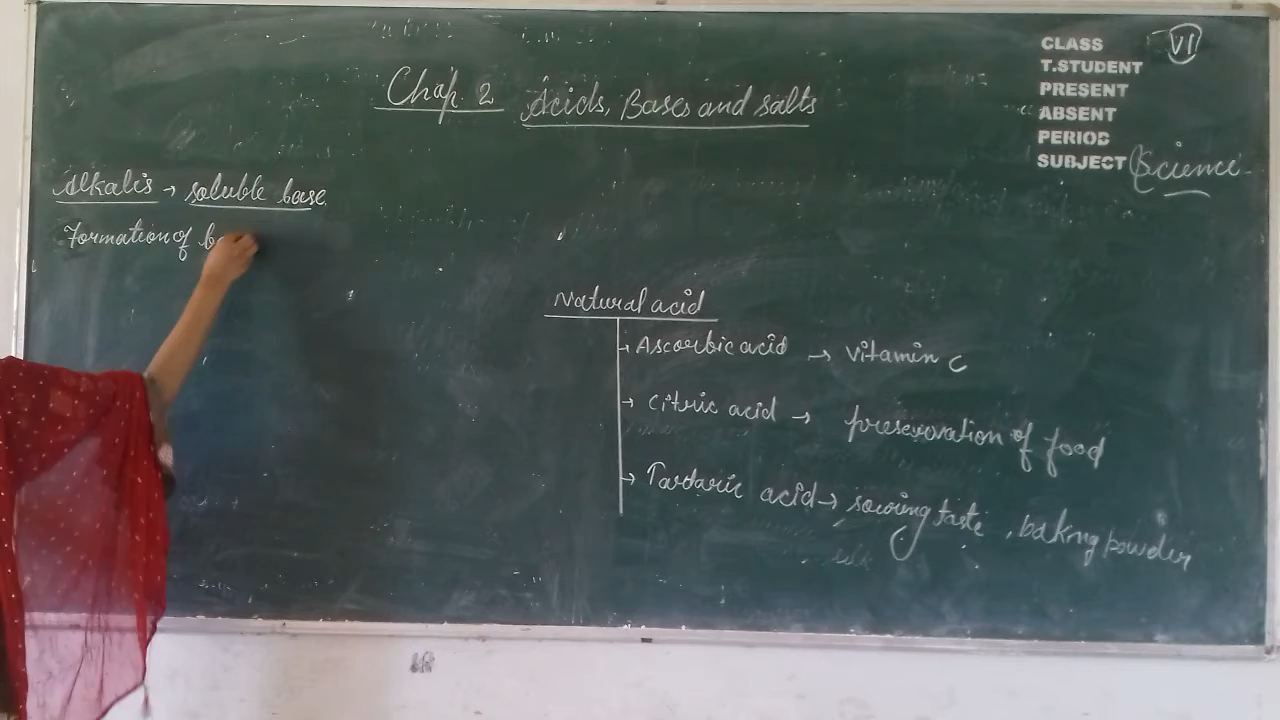 CLASS VI
T.STUDENT
PRESENT
ABSENT
PERIOD
SUBJECT Science
Chap. 2 Acids, Bases and salts
Alkalis → soluble base.
Formation of b
Natural acid
→ Ascorbic acid → vitamin c
→ citric acid → preservation of food
→ Tartaric acid → souring taste, baking powder